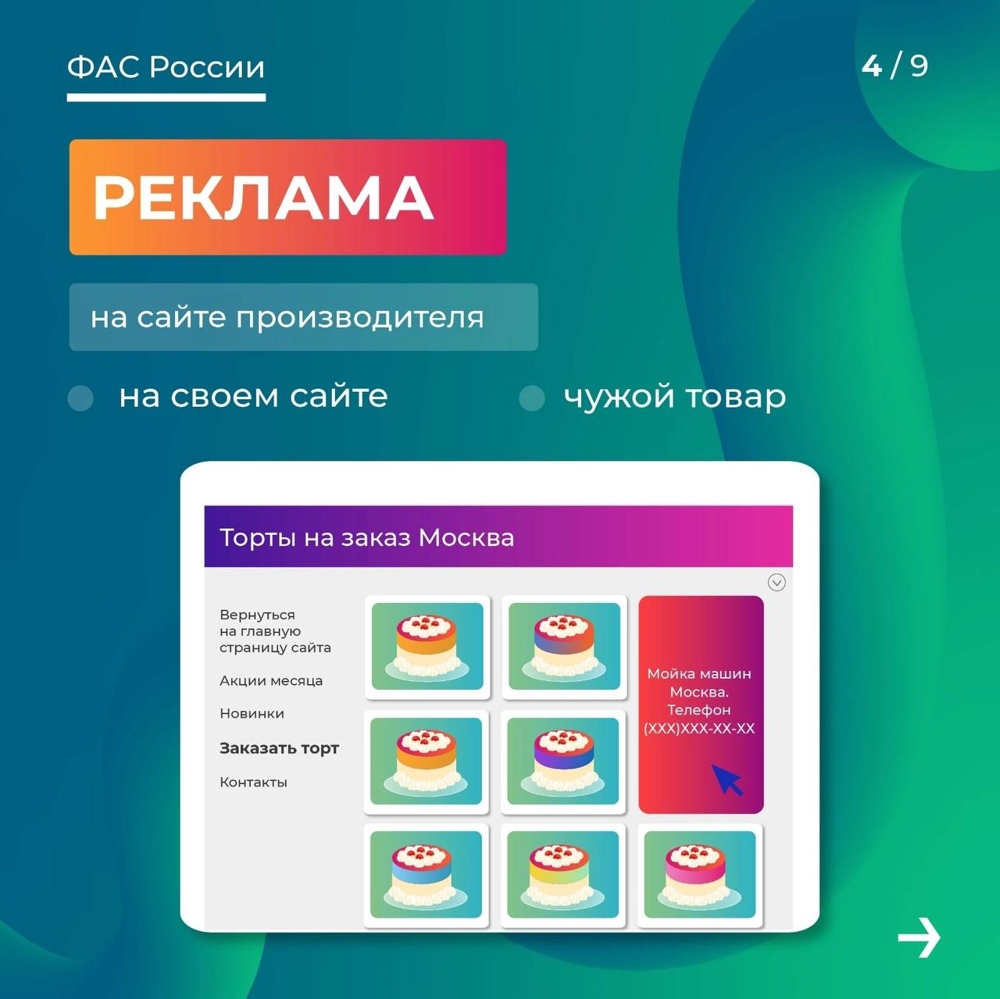 ФАС России
4 / 9
РЕКЛАМА
на сайте производителя
на своем сайте
чужой товар
Торты на заказ Москва
Вернуться
на главную
страницу сайта
Акции месяца
Новинки
Заказать торт
Контакты
Мойка машин
Москва.
Телефон
(XXX)XXX-XX-XX